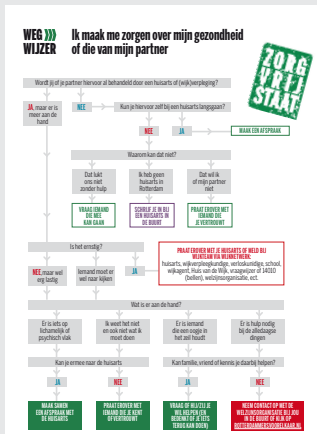 WEG
WIJZER
Ik maak me zorgen over mijn gezondheid
of die van mijn partner
ZORG
VRIJ
STAAT
Wordt jij of je partner hiervoor al behandeld door een huisarts of (wijk)verpleging?
JA, maar er is
meer aan de
hand
NEE
Kun je hiervoor zelf bij een huisarts langsgaan?
NEE
JA
MAAK EEN AFSPRAAK
Waarom kan dat niet?
Dat lukt
ons niet
zonder hulp
Ik heb geen
huisarts in
Rotterdam
Dat wil ik
of mijn partner
niet
VRAAG IEMAND
DIE MEE
KAN GAAN
SCHRIJF JE IN BIJ
EEN HUISARTS IN
DE BUURT
PRAAT EROVER MET
IEMAND DIE
JE VERTROUWT
Is het ernstig?
NEE, maar wel
erg lastig
Iemand moet er
wel naar kijken
JA
PRAAT EROVER MET JE HUISARTS OF MELD BIJ
WIJKTEAM VIA WIJKNETWERK:
huisarts, wijkverpleegkundige, verloskundige, school,
wijkagent, Huis van de Wijk, vraagwijzer of 14010
(bellen), welzijnsorganisatie, ect.
Wat is er aan de hand?
Er is iets op
lichamelijk of
psychisch vlak
Ik weet het niet
en ook niet wat ik
moet doen
Er is iemand
die een oogje in
het zeil houdt
Er is hulp nodig
bij de alledaagse
dingen
Kan je ermee naar de huisarts?
Kan familie, vriend of kennis je daarbij helpen?
JA
NEE
JA
NEE
MAAK SAMEN
EEN AFSPRAAK MET
DE HUISARTS
PRAAT EROVER MET
IEMAND DIE JE KENT
OF VERTROUWT
VRAAG OF HIJ/ZIJ JE
WIL HELPEN (EN
BEDENK OF JE IETS
TERUG KAN DOEN)
NEEM CONTACT OP MET DE
WELZIJNSORGANISATIE BIJ JOU
IN DE BUURT OF KIJK OP
ROTTERDAMMERSVOORELKAAR.NL